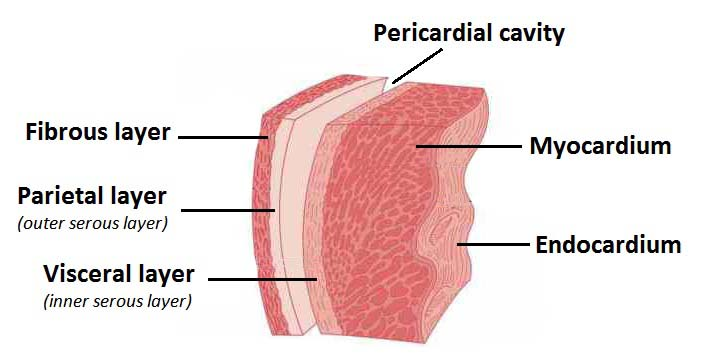 Pericardial cavity
Fibrous layer
Myocardium
Parietal layer
(outer serous layer)
Endocardium
Visceral layer
(inner serous layer)